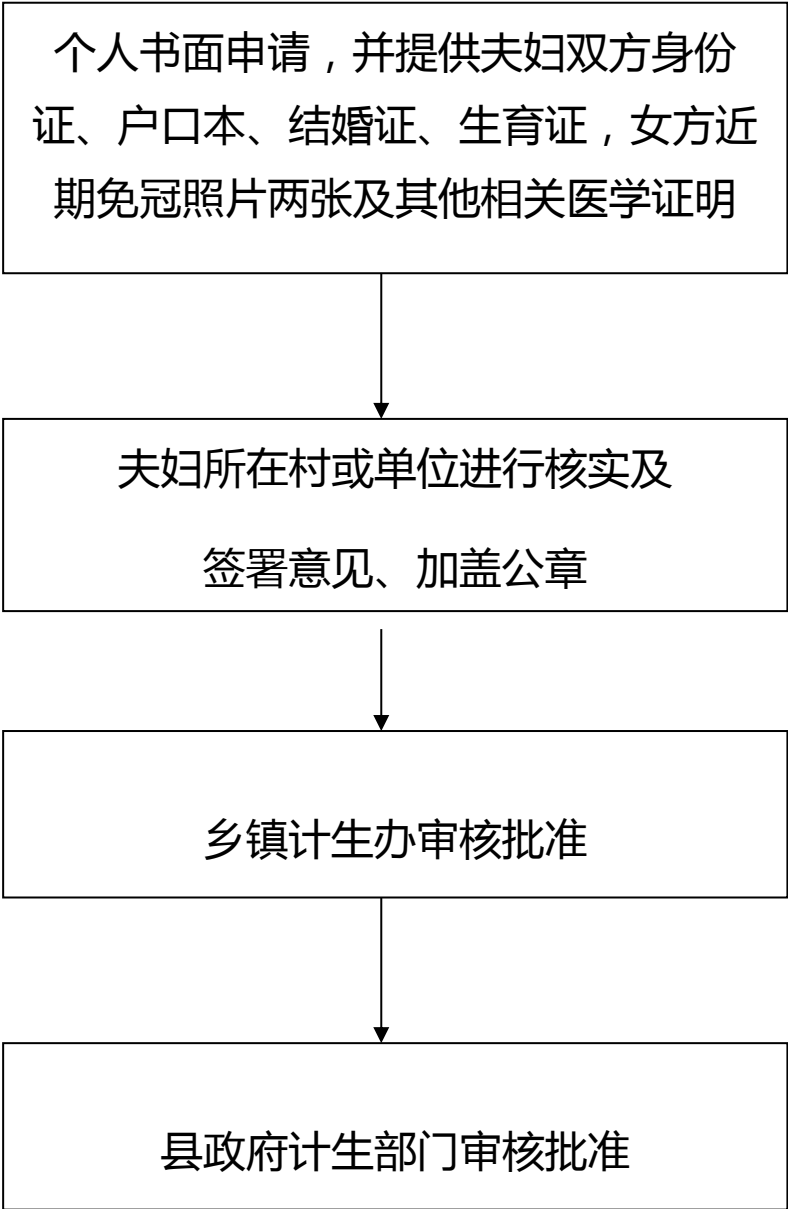 个人书面申请，并提供夫妇双方身份
证、户口本、结婚证、生育证，女方近
期免冠照片两张及其他相关医学证明
夫妇所在村或单位进行核实及
签署意见、加盖公章
乡镇计生办审核批准
县政府计生部门审核批准